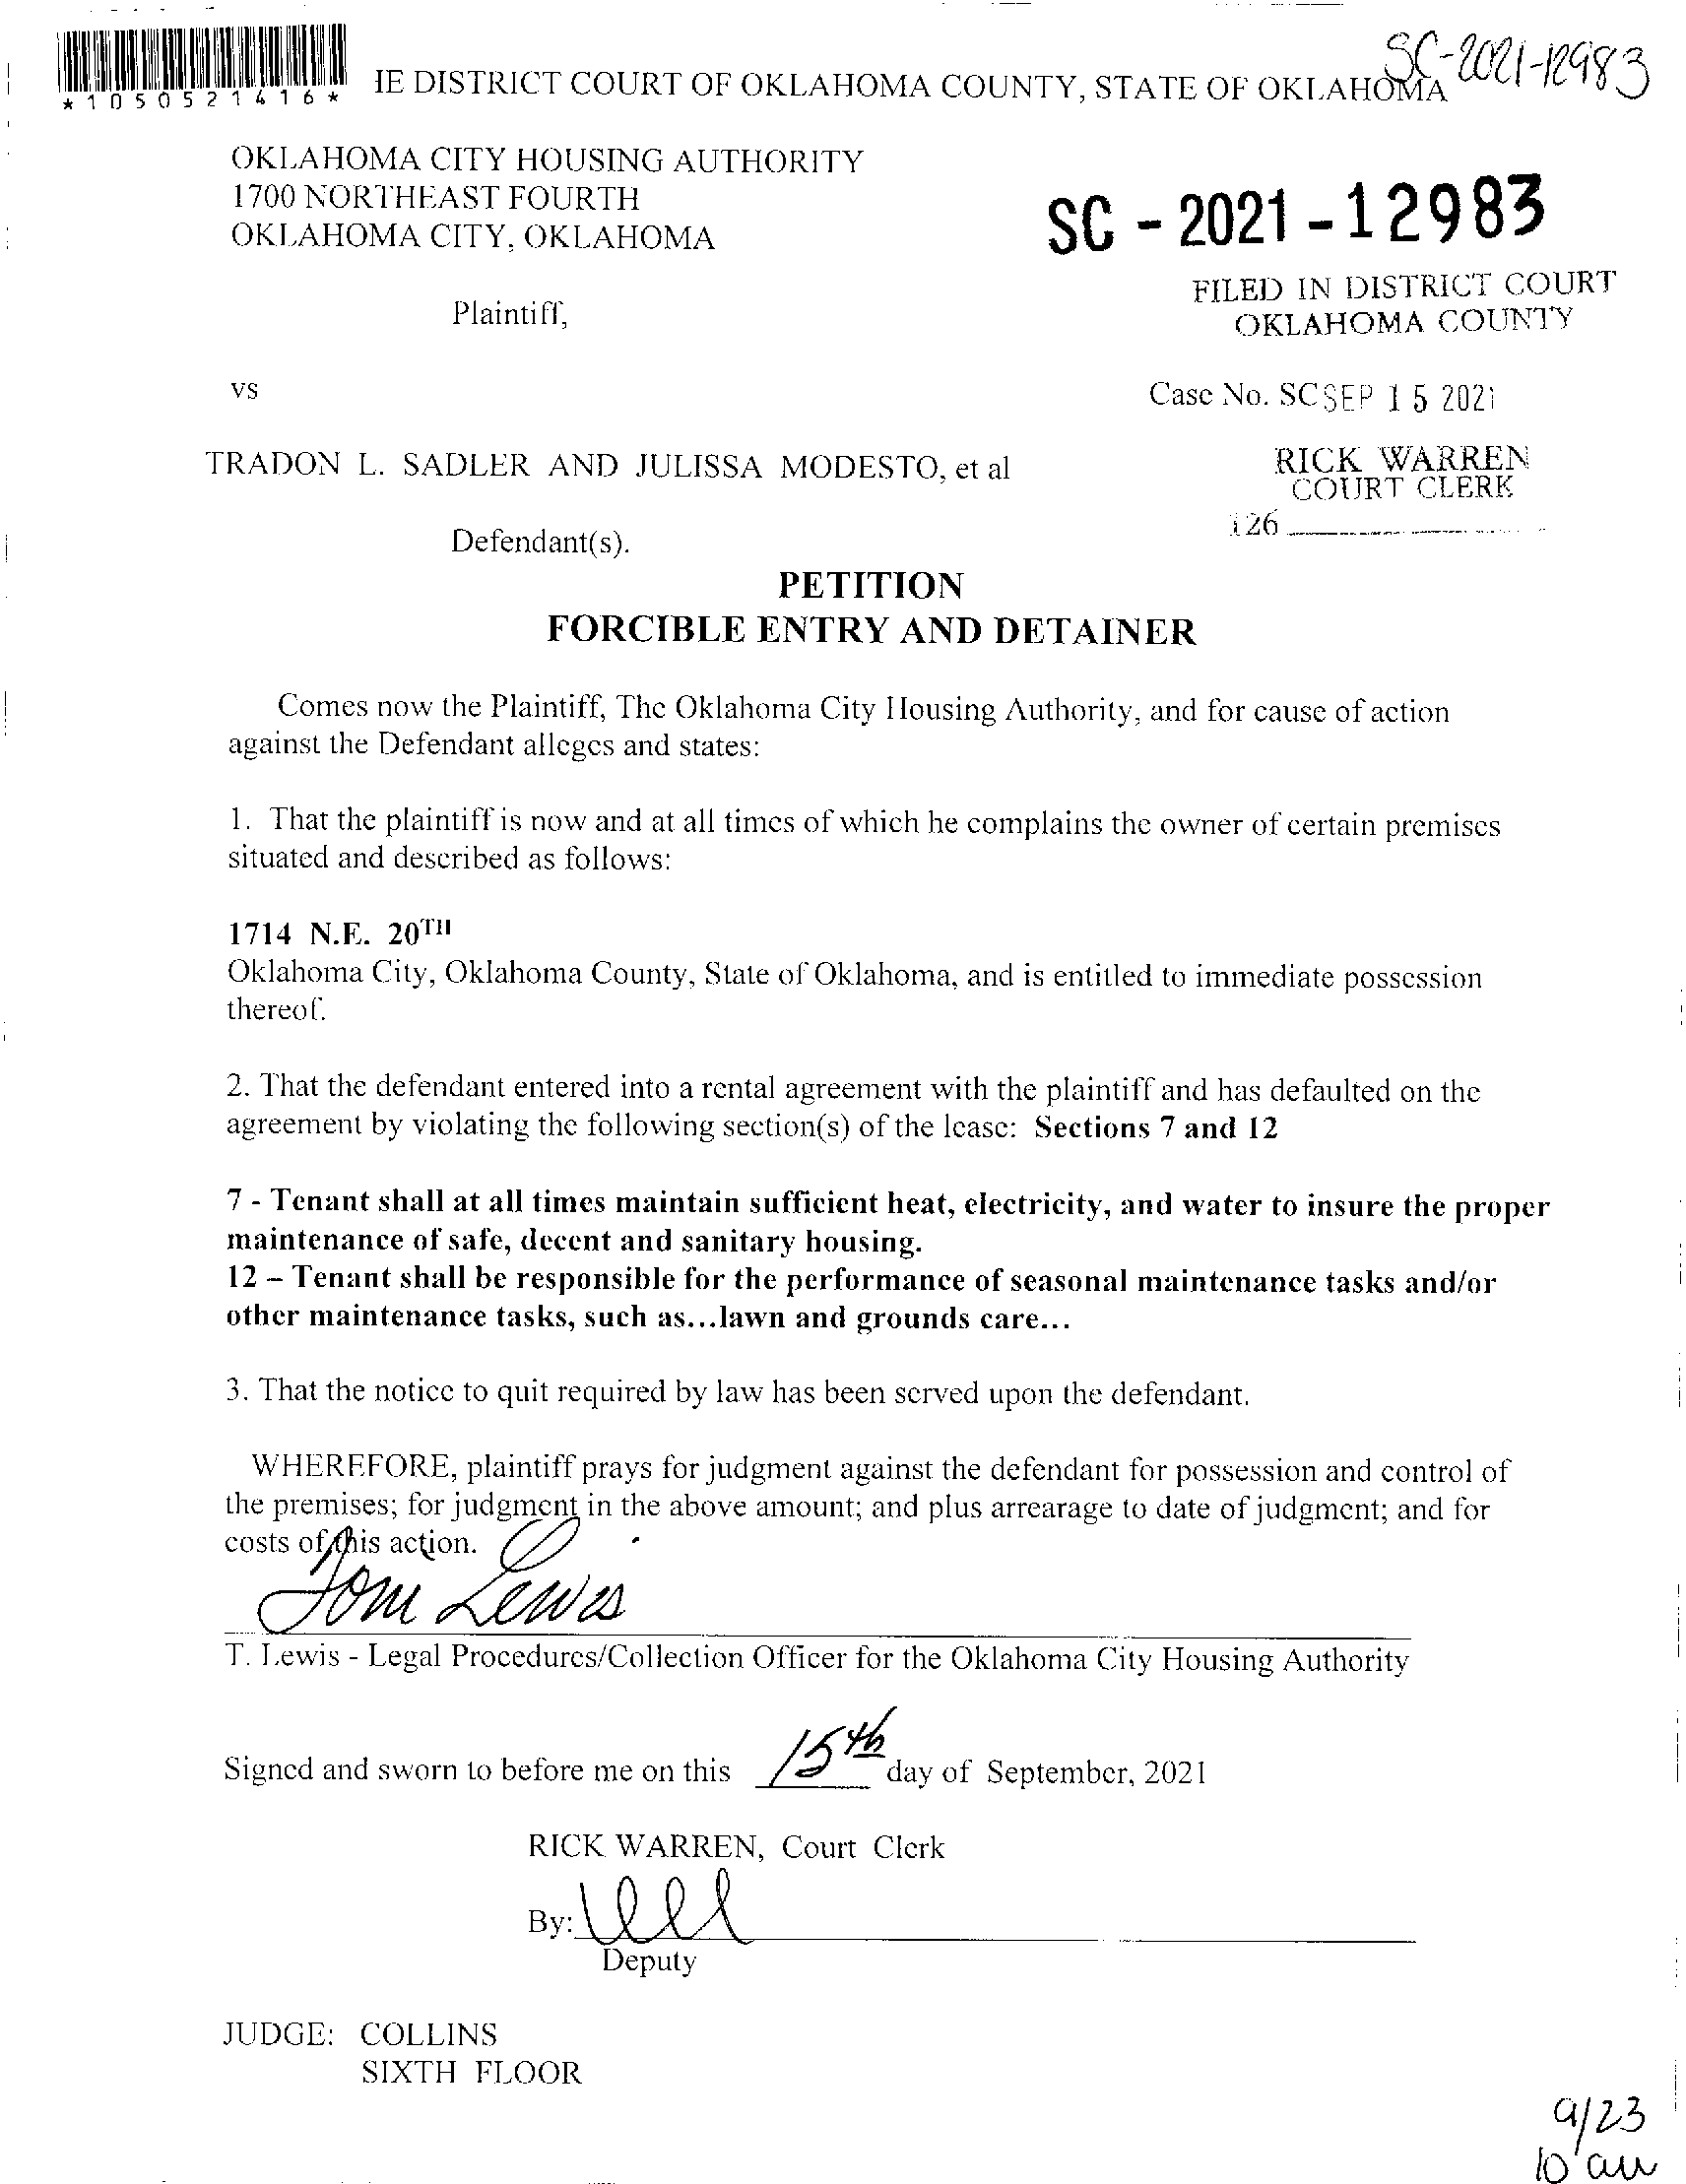 SC-2021-12983
*1050521416*
IE DISTRICT COURT OF OKLAHOMA COUNTY, STATE OF OKLAHOMA
OKLAHOMA CITY HOUSING AUTHORITY
1700 NORTHEAST FOURTH
OKLAHOMA CITY, OKLAHOMA
SC - 2021 - 12983
FILED IN DISTRICT COURT
OKLAHOMA COUNTY
Plaintiff,
vs
Case No. SC SEP 15 2021
TRADON L. SADLER AND JULISSA MODESTO, et al
RICK WARREN
COURT CLERK
126
Defendant(s).
PETITION
FORCIBLE ENTRY AND DETAINER
Comes now the Plaintiff, The Oklahoma City Housing Authority, and for cause of action
against the Defendant alleges and states:
1. That the plaintiff is now and at all times of which he complains the owner of certain premises
situated and described as follows:
1714 N.E. 20TH
Oklahoma City, Oklahoma County, State of Oklahoma, and is entitled to immediate possession
thereof.
2. That the defendant entered into a rental agreement with the plaintiff and has defaulted on the
agreement by violating the following section(s) of the lease: Sections 7 and 12
7 - Tenant shall at all times maintain sufficient heat, electricity, and water to insure the proper
maintenance of safe, decent and sanitary housing.
12 – Tenant shall be responsible for the performance of seasonal maintenance tasks and/or
other maintenance tasks, such as...lawn and grounds care...
3. That the notice to quit required by law has been served upon the defendant.
WHEREFORE, plaintiff prays for judgment against the defendant for possession and control of
the premises; for judgment in the above amount; and plus arrearage to date of judgment; and for
costs of this action.
Tom Lewis
T. Lewis - Legal Procedures/Collection Officer for the Oklahoma City Housing Authority
Signed and sworn to before me on this 15th day of September, 2021
RICK WARREN, Court Clerk
By:
Deputy
JUDGE: COLLINS
SIXTH FLOOR
9/23
10 am